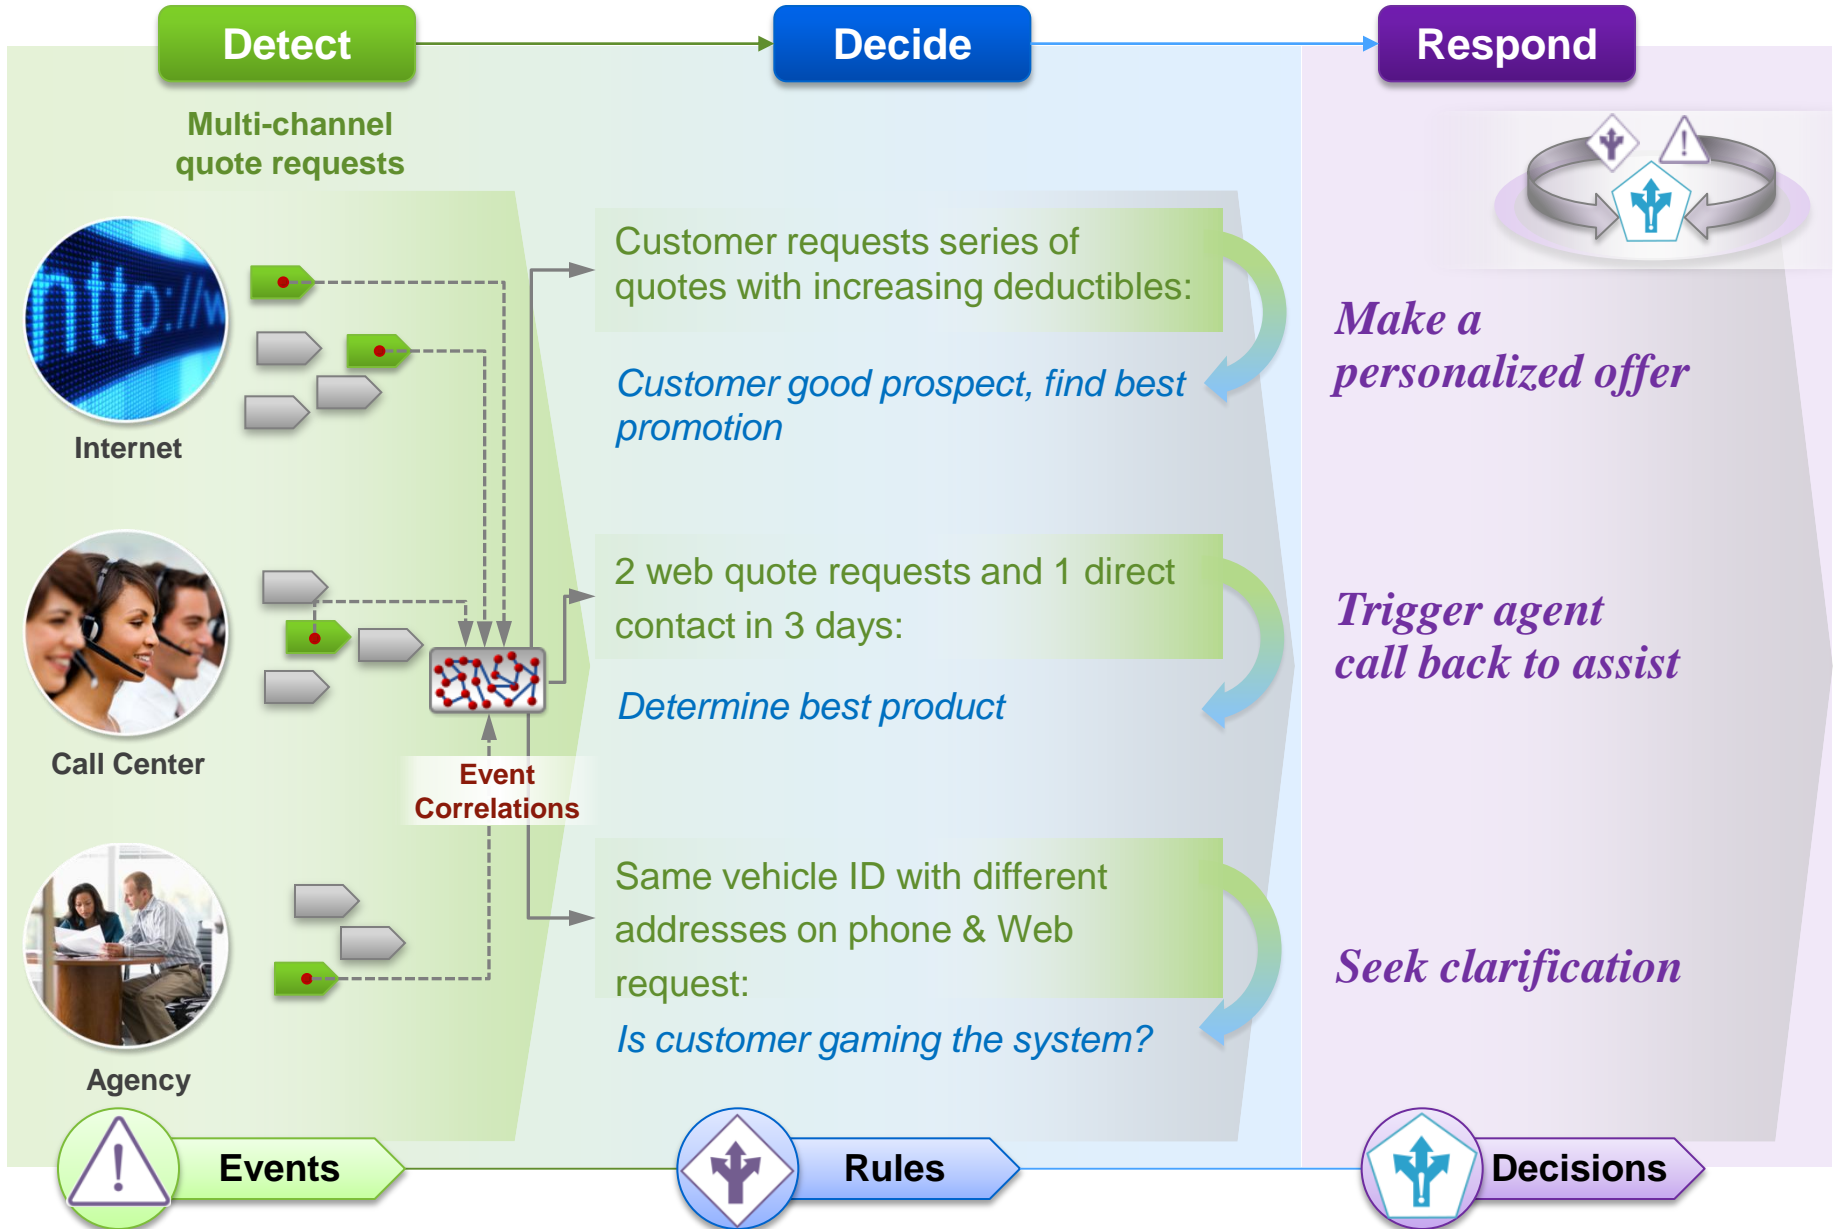 Detect
Decide
Respond
Multi-channel
quote requests
http://w
Internet
Call Center
Agency
Event
Correlations
Customer requests series of
quotes with increasing deductibles:
Customer good prospect, find best
promotion
2 web quote requests and 1 direct
contact in 3 days:
Determine best product
Same vehicle ID with different
addresses on phone & Web
request:
Is customer gaming the system?
Make a
personalized offer
Trigger agent
call back to assist
Seek clarification
Events
Rules
Decisions